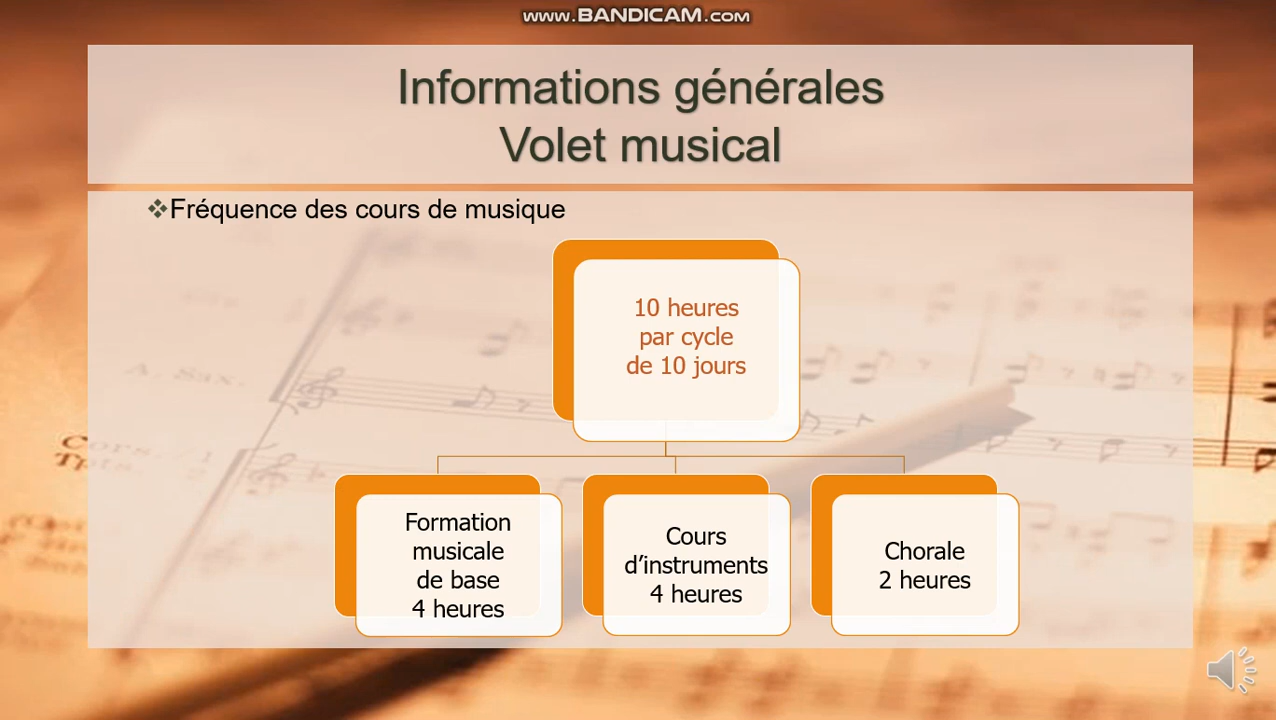 www.BANDICAM.com
Informations générales
Volet musical
❖Fréquence des cours de musique
10 heures
par cycle
de 10 jours
Formation
musicale
de base
4 heures
Cours
d’instruments
4 heures
Chorale
2 heures
A. Sax.